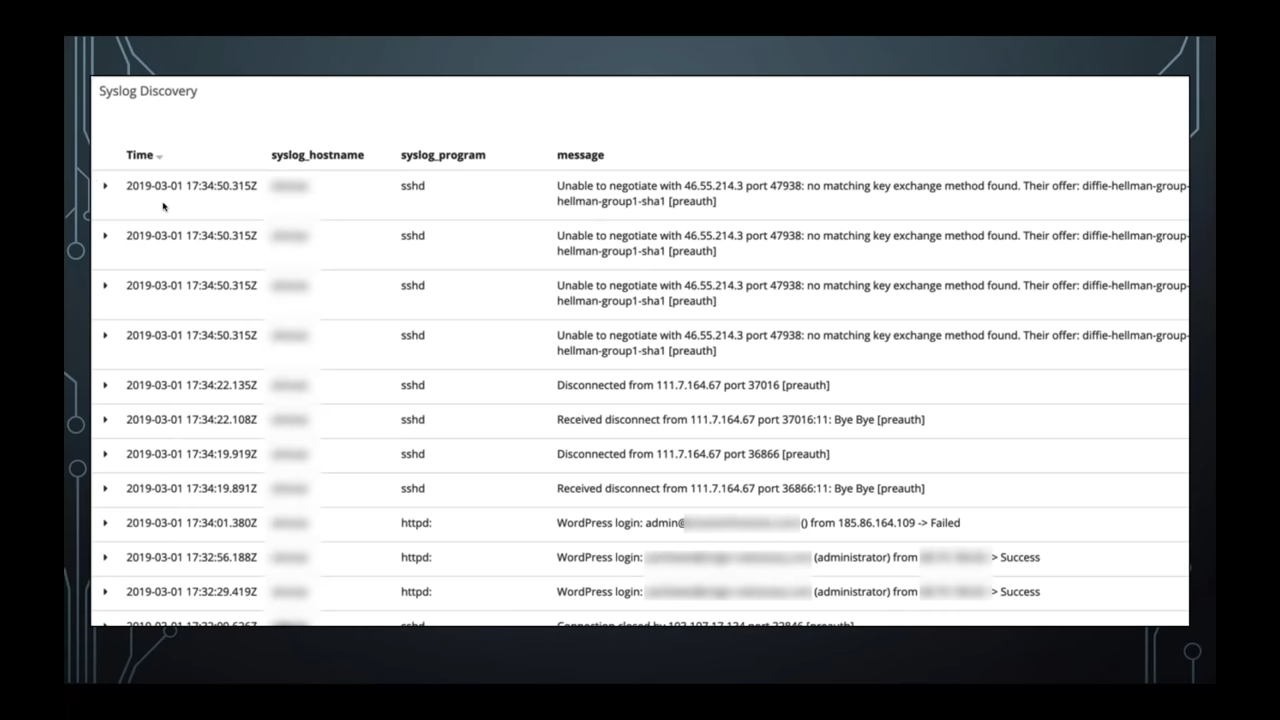 Syslog Discovery
Time syslog_hostname syslog_program message
2019-03-01 17:34:50.315Z sshd Unable to negotiate with 46.55.214.3 port 47938: no matching key exchange method found. Their offer: diffie-hellman-group-
hellman-group1-sha1 [preauth]
2019-03-01 17:34:50.315Z sshd Unable to negotiate with 46.55.214.3 port 47938: no matching key exchange method found. Their offer: diffie-hellman-group-
hellman-group1-sha1 [preauth]
2019-03-01 17:34:50.315Z sshd Unable to negotiate with 46.55.214.3 port 47938: no matching key exchange method found. Their offer: diffie-hellman-group-
hellman-group1-sha1 [preauth]
2019-03-01 17:34:50.315Z sshd Unable to negotiate with 46.55.214.3 port 47938: no matching key exchange method found. Their offer: diffie-hellman-group-
hellman-group1-sha1 [preauth]
2019-03-01 17:34:22.135Z sshd Disconnected from 111.7.164.67 port 37016 [preauth]
2019-03-01 17:34:22.108Z sshd Received disconnect from 111.7.164.67 port 37016:11: Bye Bye [preauth]
2019-03-01 17:34:19.919Z sshd Disconnected from 111.7.164.67 port 36866 [preauth]
2019-03-01 17:34:19.891Z sshd Received disconnect from 111.7.164.67 port 36866:11: Bye Bye [preauth]
2019-03-01 17:34:01.380Z httpd: WordPress login: admin@ () from 185.86.164.109 -> Failed
2019-03-01 17:32:56.188Z httpd: WordPress login: (administrator) from > Success
2019-03-01 17:32:29.419Z httpd: WordPress login: (administrator) from > Success